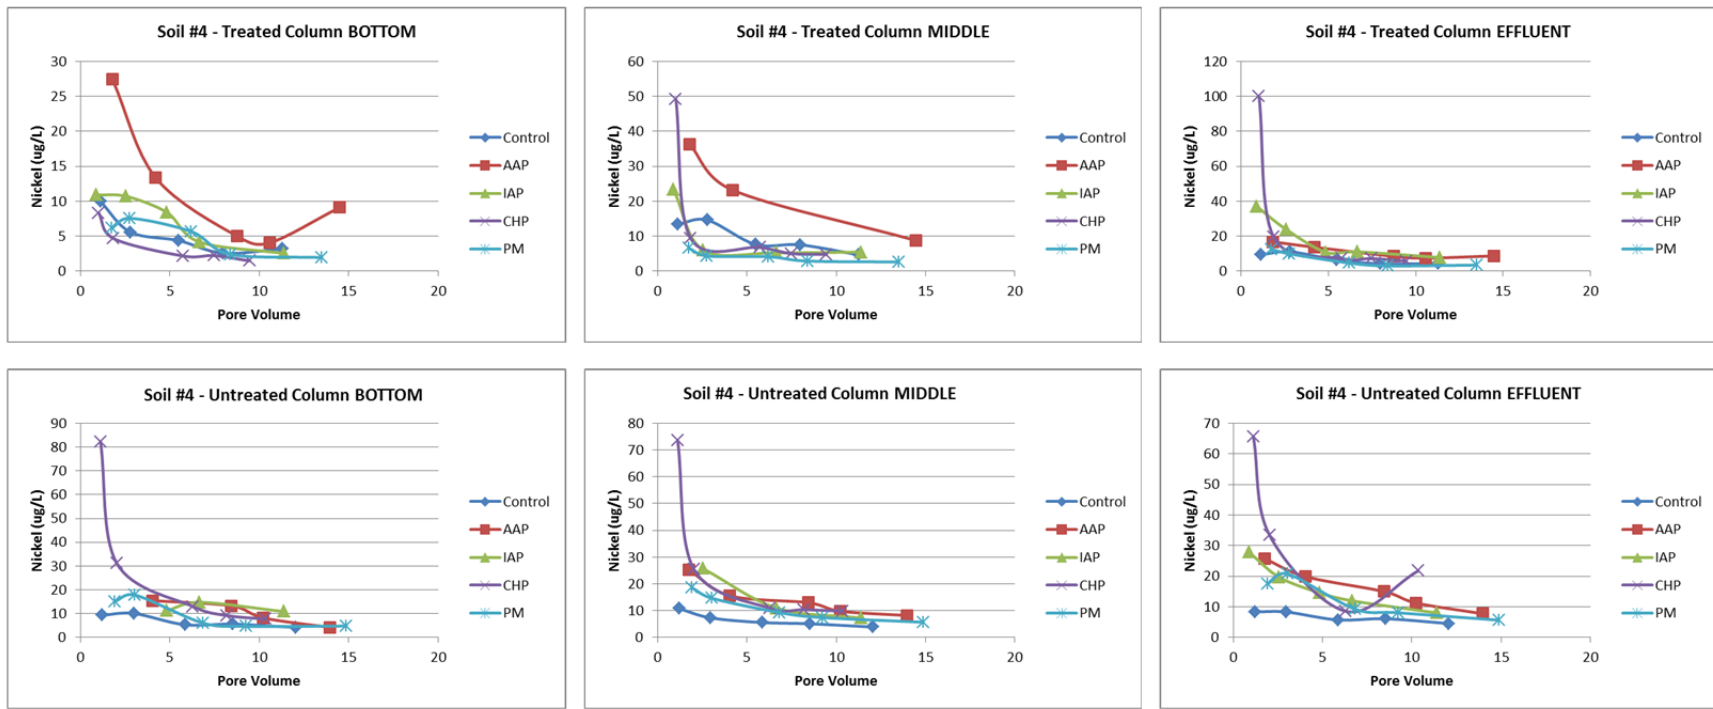 Soil #4 - Treated Column BOTTOM
30
25
20
15
10
5
0
Nickel (ug/L)
0 5 10 15 20
Pore Volume
Control
AAP
IAP
CHP
PM
Soil #4 - Treated Column MIDDLE
60
50
40
30
20
10
0
Nickel (ug/L)
0 5 10 15 20
Pore Volume
Control
AAP
IAP
CHP
PM
Soil #4 - Treated Column EFFLUENT
120
100
80
60
40
20
0
Nickel (ug/L)
0 5 10 15 20
Pore Volume
Control
AAP
IAP
CHP
PM
Soil #4 - Untreated Column BOTTOM
90
80
70
60
50
40
30
20
10
0
Nickel (ug/L)
0 5 10 15 20
Pore Volume
Control
AAP
IAP
CHP
PM
Soil #4 - Untreated Column MIDDLE
80
70
60
50
40
30
20
10
0
Nickel (ug/L)
0 5 10 15 20
Pore Volume
Control
AAP
IAP
CHP
PM
Soil #4 - Untreated Column EFFLUENT
70
60
50
40
30
20
10
0
Nickel (ug/L)
0 5 10 15 20
Pore Volume
Control
AAP
IAP
CHP
PM